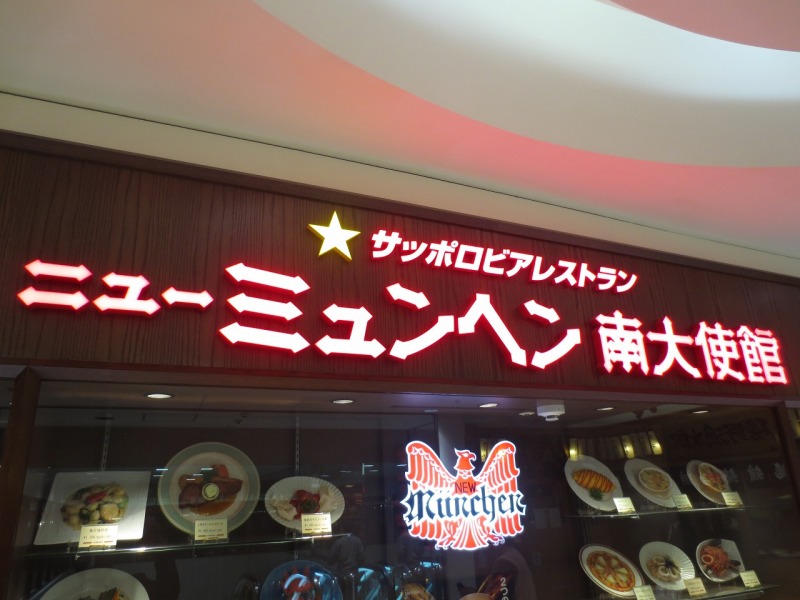 サッポロビアレストラン
ニューミュンヘン 南大使館
NEW
München